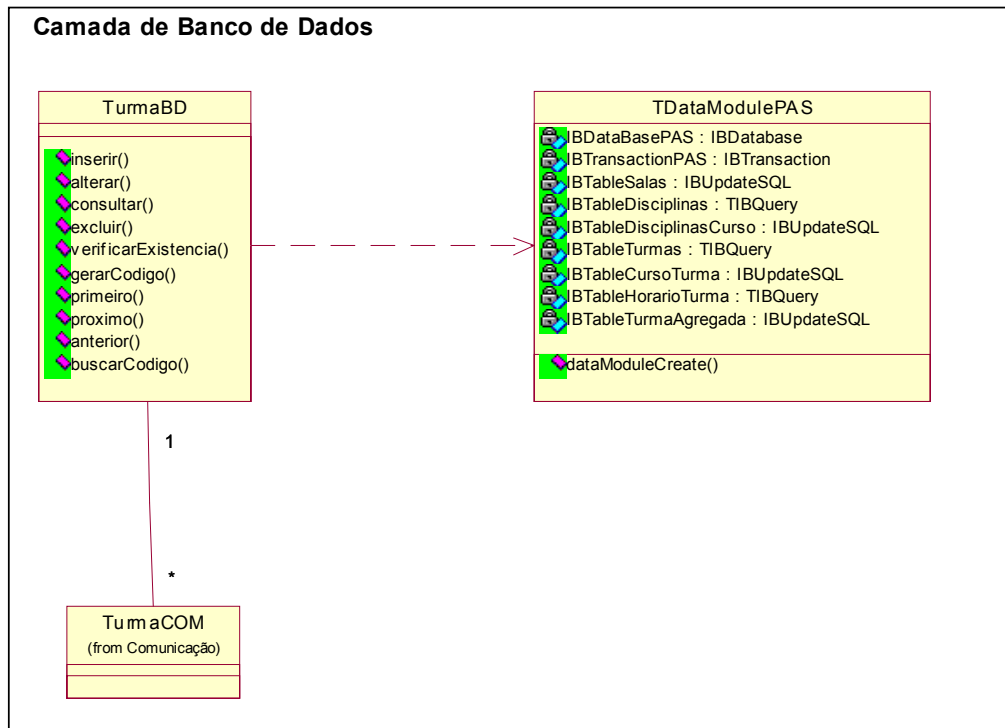 Camada de Banco de Dados
TurmaBD
inserir()
alterar()
consultar()
excluir()
verificarExistencia()
gerarCodigo()
primeiro()
proximo()
anterior()
buscarCodigo()
TDataModulePAS
IBDataBasePAS : IBDatabase
IBTransactionPAS : IBTransaction
IBTableSalas : IBUpdateSQL
IBTableDisciplinas : TIBQuery
IBTableDisciplinasCurso : IBUpdateSQL
IBTableTurmas : TIBQuery
IBTableCursoTurma : IBUpdateSQL
IBTableHorarioTurma : TIBQuery
IBTableTurmaAgregada : IBUpdateSQL
dataModuleCreate()
1
*
TurmaCOM
(from Comunicação)